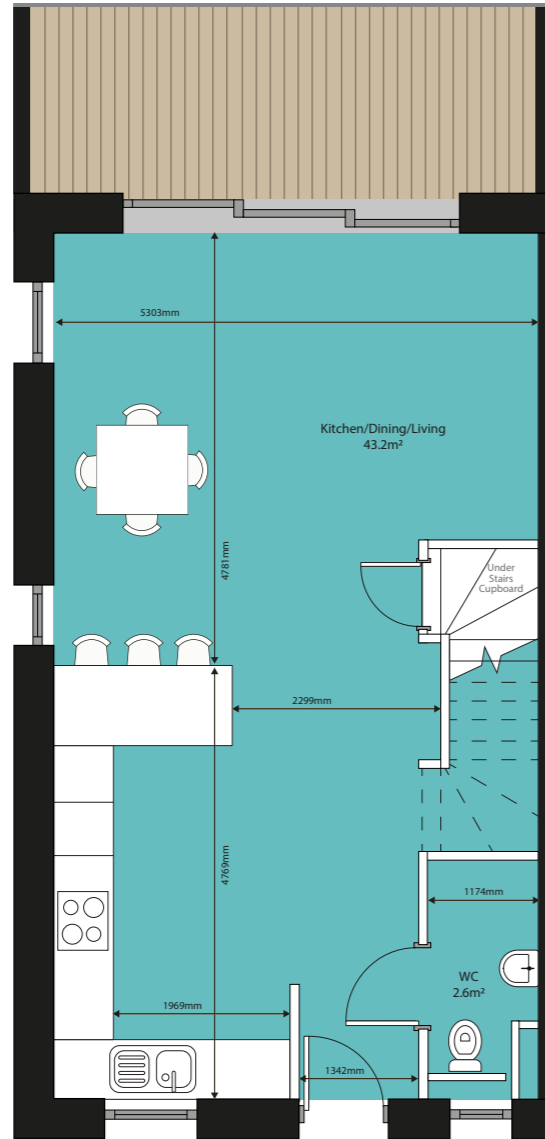 5303mm
Kitchen/Dining/Living
43.2m²
4781mm
Under
Stairs
Cupboard
2299mm
4769mm
1174mm
WC
2.6m²
1969mm
1342mm